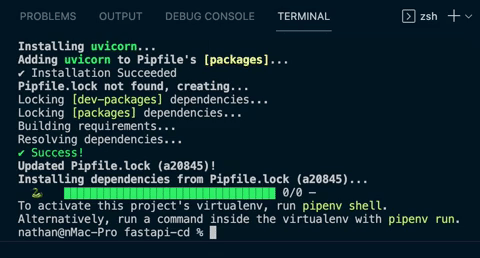 PROBLEMS OUTPUT DEBUG CONSOLE TERMINAL zsh
Installing uvicorn...
Adding uvicorn to Pipfile's [packages]...
✔ Installation Succeeded
Pipfile.lock not found, creating...
Locking [dev-packages] dependencies...
Locking [packages] dependencies...
Building requirements...
Resolving dependencies...
✔ Success!
Updated Pipfile.lock (a20845)!
Installing dependencies from Pipfile.lock (a20845)...
0/0 —
To activate this project's virtualenv, run pipenv shell.
Alternatively, run a command inside the virtualenv with pipenv run.
nathan@nMac-Pro fastapi-cd %